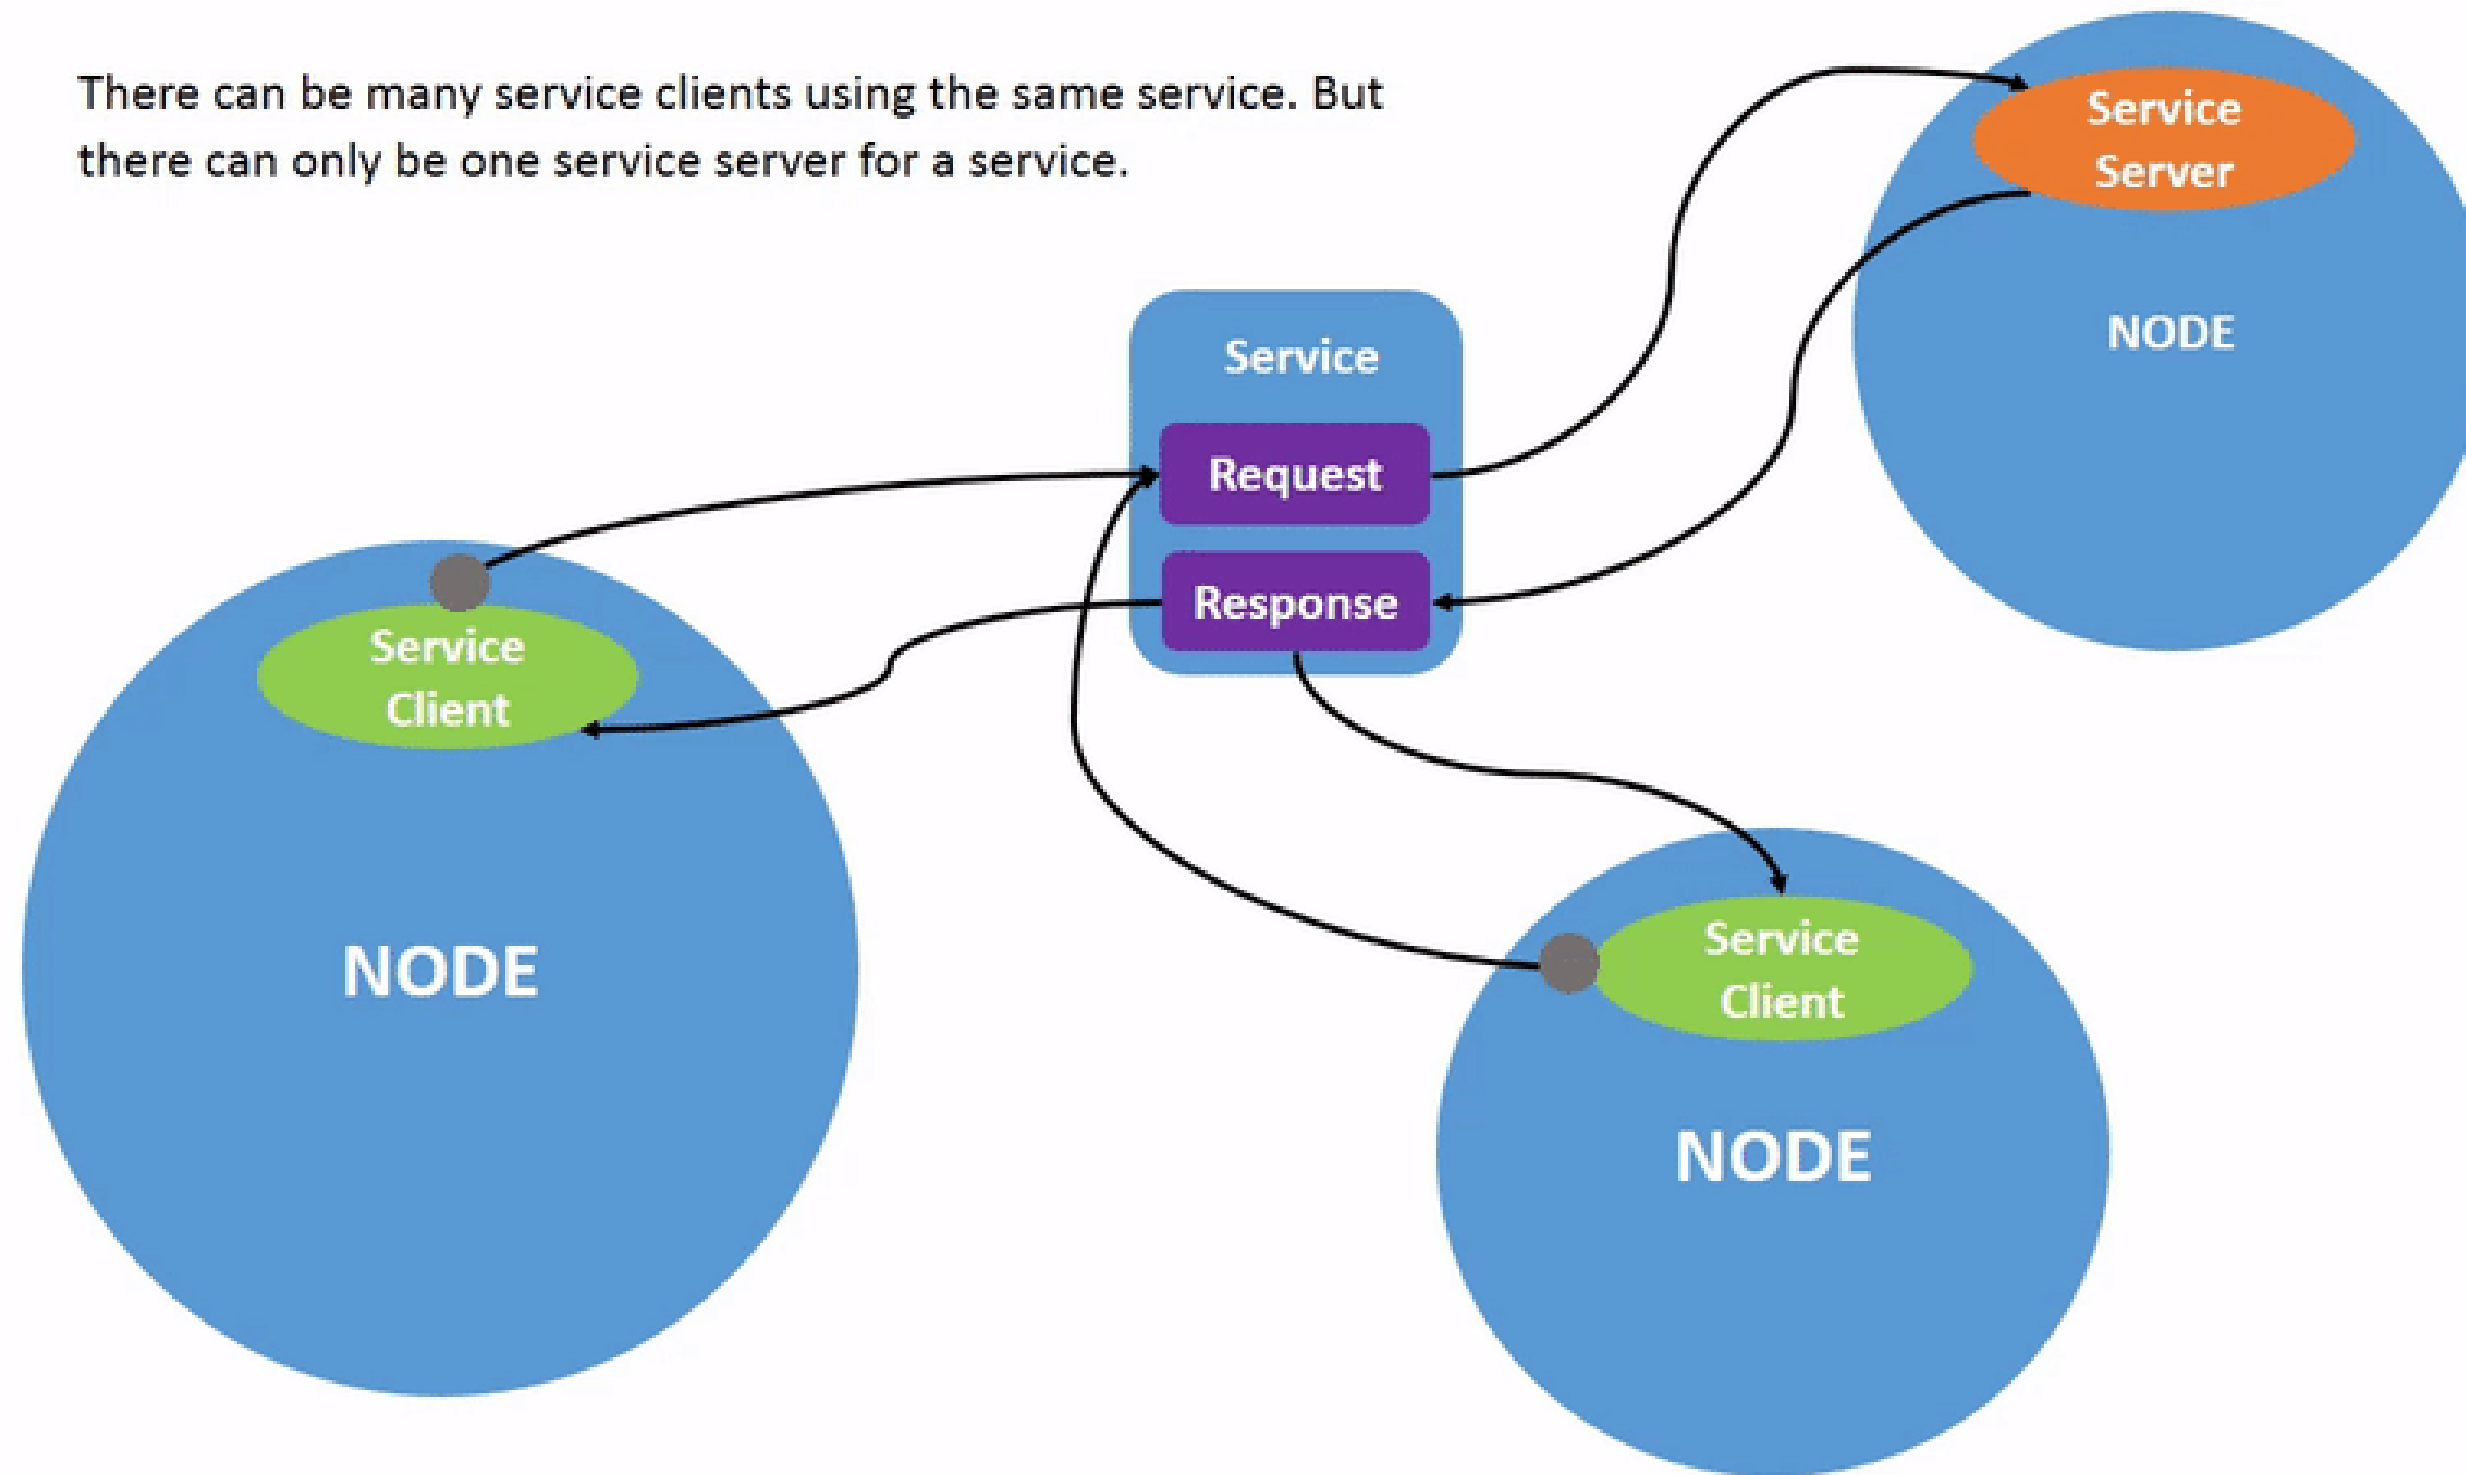 There can be many service clients using the same service. But
there can only be one service server for a service.
Service
Server
NODE
Service
Request
Response
Service
Client
NODE
Service
Client
NODE